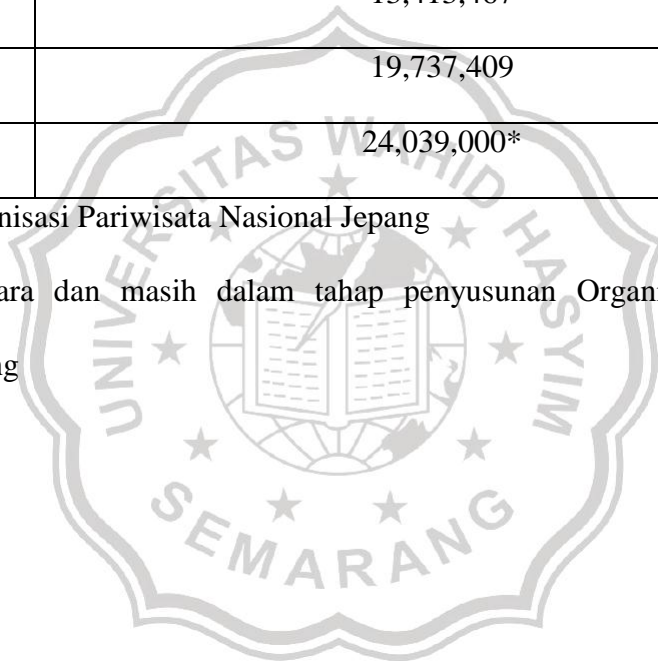 19,737,409
24,039,000*
nisasi Pariwisata Nasional Jepang
ara dan masih dalam tahap penyusunan Organi
ng
UNIVERSITAS WAHID HASYIM
SEMARANG